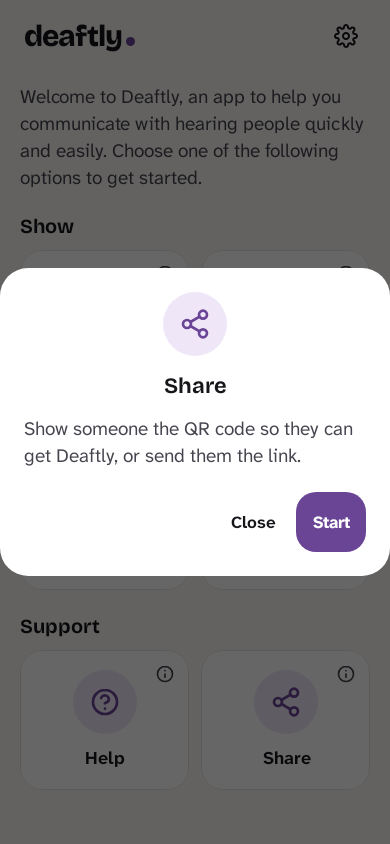 deaftly
Welcome to Deaftly, an app to help you
communicate with hearing people quickly
and easily. Choose one of the following
options to get started.
Show
Share
Show someone the QR code so they can
get Deaftly, or send them the link.
Close
Start
Support
Help
Share